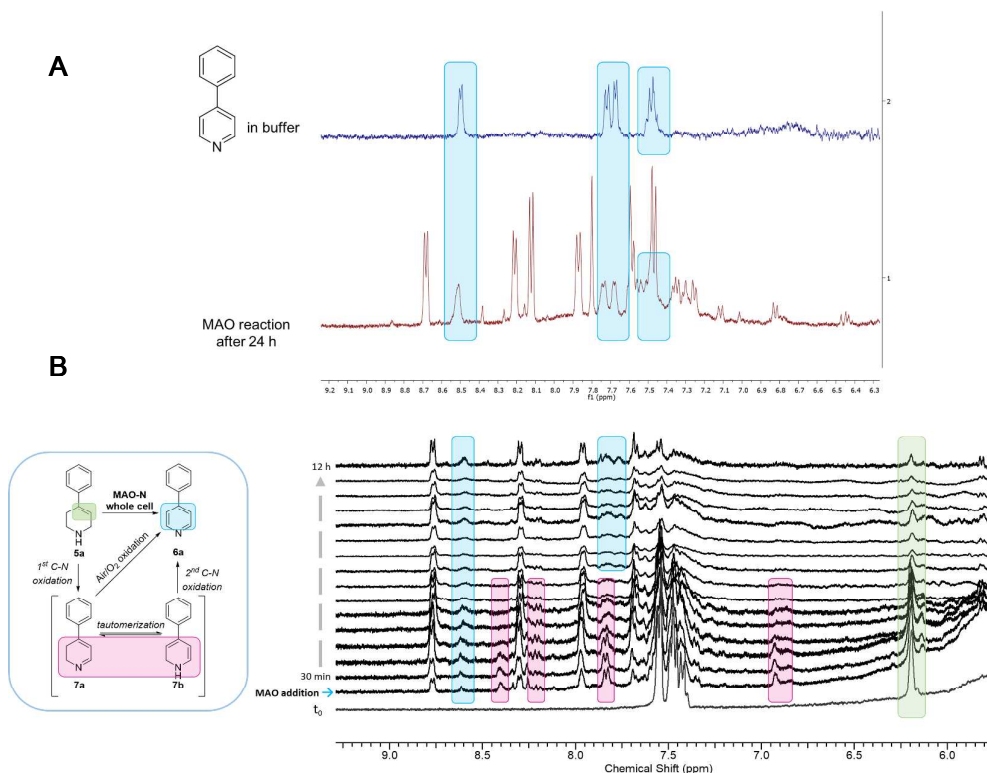 A
N
in buffer
2
1
MAO reaction
after 24 h
9.2 9.1 9.0 8.9 8.8 8.7 8.6 8.5 8.4 8.3 8.2 8.1 8.0 7.9 7.8 7.7 7.6 7.5 7.4 7.3 7.2 7.1 7.0 6.9 6.8 6.7 6.6 6.5 6.4 6.3
f1 (ppm)
B
MAO-N
whole cell
N
H
N
5a
6a
1st C-N
oxidation
Air/O2 oxidation
2nd C-N
oxidation
tautomerization
N
N
H
7a
7b
12 h
30 min
MAO addition →
t0
9.0 8.5 8.0 7.5 7.0 6.5 6.0
Chemical Shift (ppm)